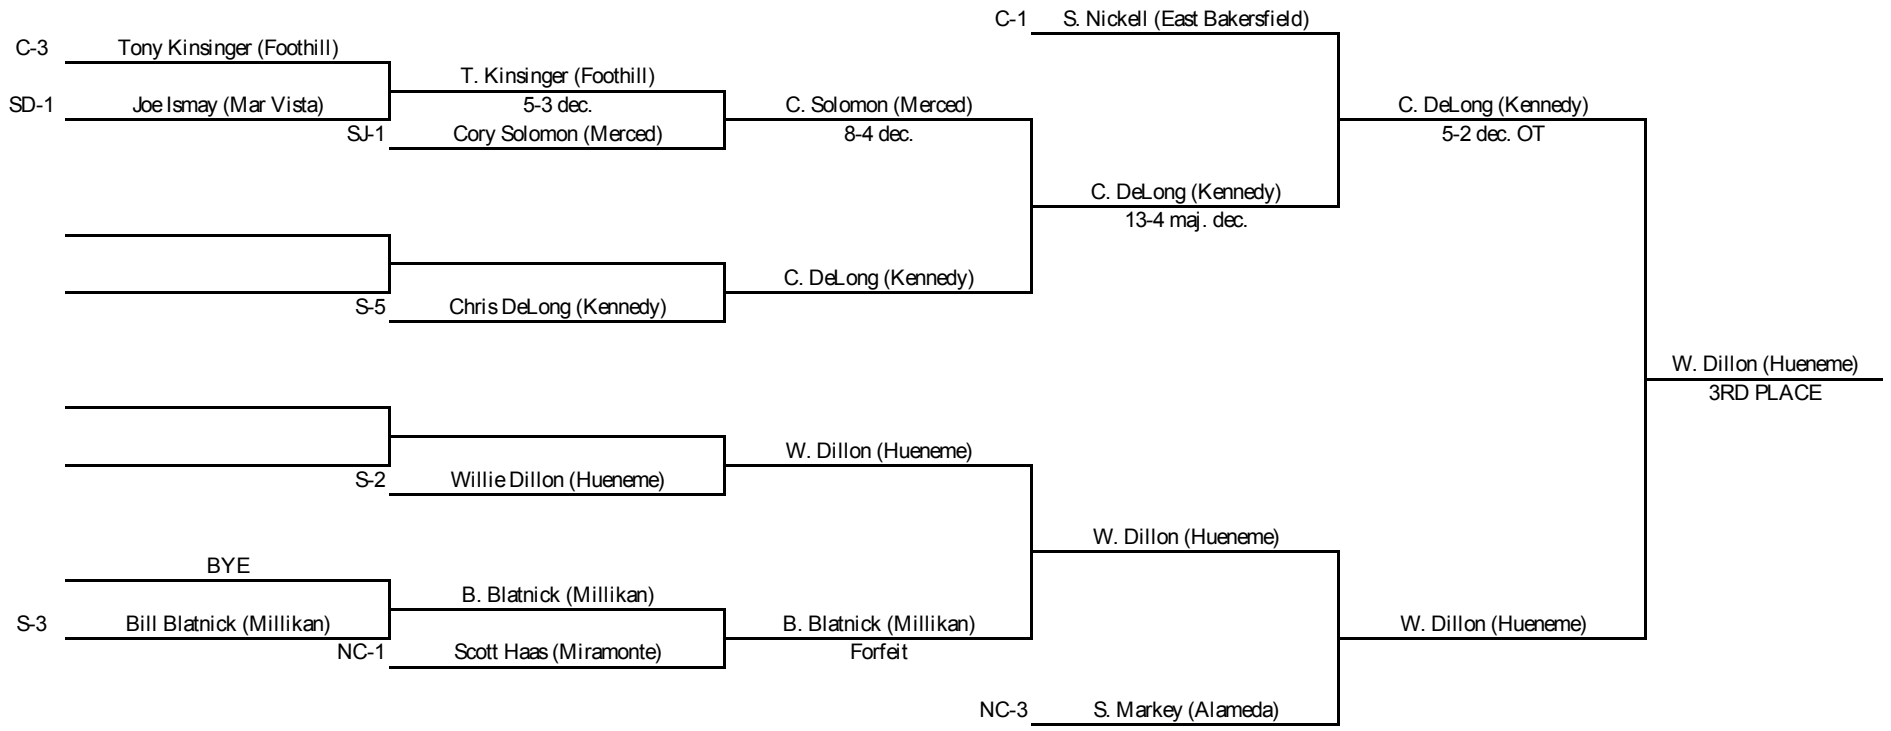 C-1 S. Nickell (East Bakersfield)
C-3 Tony Kinsinger (Foothill)
T. Kinsinger (Foothill)
SD-1 Joe Ismay (Mar Vista) 5-3 dec. C. Solomon (Merced) C. DeLong (Kennedy)
SJ-1 Cory Solomon (Merced) 8-4 dec. 5-2 dec. OT
C. DeLong (Kennedy)
13-4 maj. dec.
C. DeLong (Kennedy)
S-5 Chris DeLong (Kennedy)
W. Dillon (Hueneme)
3RD PLACE
W. Dillon (Hueneme)
S-2 Willie Dillon (Hueneme)
W. Dillon (Hueneme)
BYE
B. Blatnick (Millikan)
S-3 Bill Blatnick (Millikan) B. Blatnick (Millikan) W. Dillon (Hueneme)
NC-1 Scott Haas (Miramonte) Forfeit
NC-3 S. Markey (Alameda)